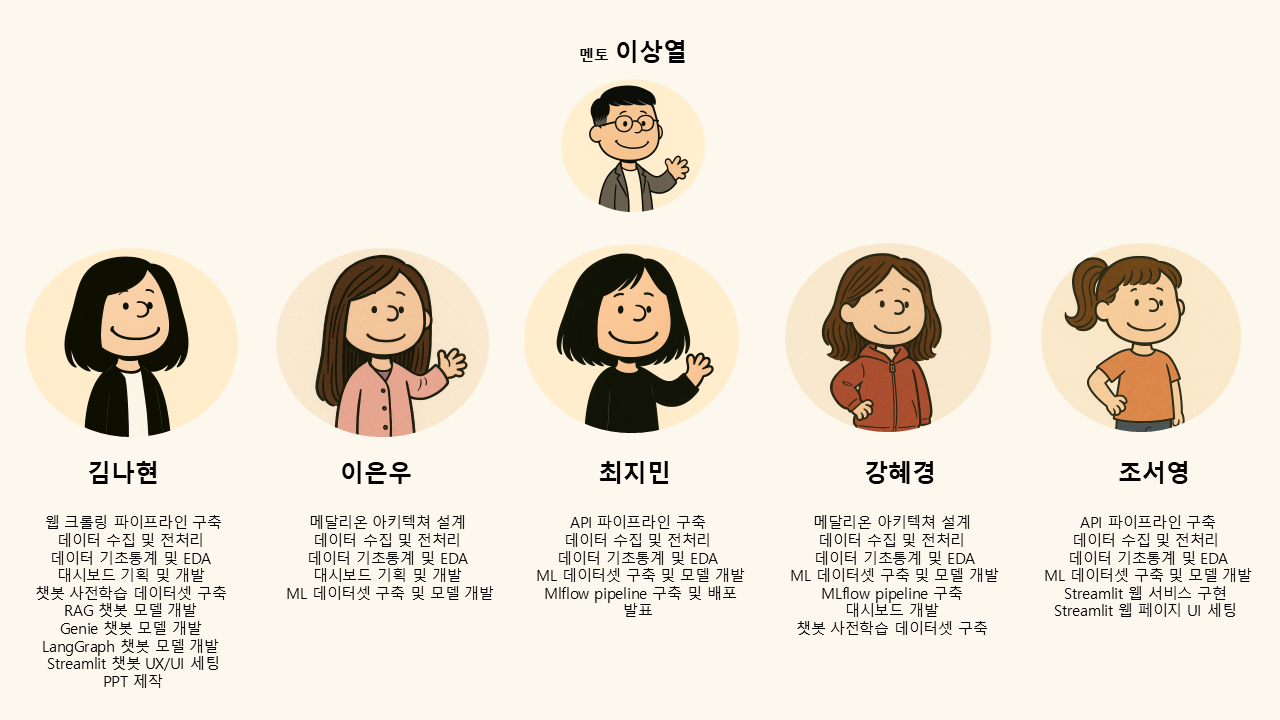 멘토 이상열
김나현
웹 크롤링 파이프라인 구축
데이터 수집 및 전처리
데이터 기초통계 및 EDA
대시보드 기획 및 개발
챗봇 사전학습 데이터셋 구축
RAG 챗봇 모델 개발
Genie 챗봇 모델 개발
LangGraph 챗봇 모델 개발
Streamlit 챗봇 UX/UI 세팅
PPT 제작
이은우
메달리온 아키텍쳐 설계
데이터 수집 및 전처리
데이터 기초통계 및 EDA
대시보드 기획 및 개발
ML 데이터셋 구축 및 모델 개발
최지민
API 파이프라인 구축
데이터 수집 및 전처리
데이터 기초통계 및 EDA
ML 데이터셋 구축 및 모델 개발
Mlflow pipeline 구축 및 배포
발표
강혜경
메달리온 아키텍쳐 설계
데이터 수집 및 전처리
데이터 기초통계 및 EDA
ML 데이터셋 구축 및 모델 개발
MLflow pipeline 구축
대시보드 개발
챗봇 사전학습 데이터셋 구축
조서영
API 파이프라인 구축
데이터 수집 및 전처리
데이터 기초통계 및 EDA
ML 데이터셋 구축 및 모델 개발
Streamlit 웹 서비스 구현
Streamlit 웹 페이지 UI 세팅